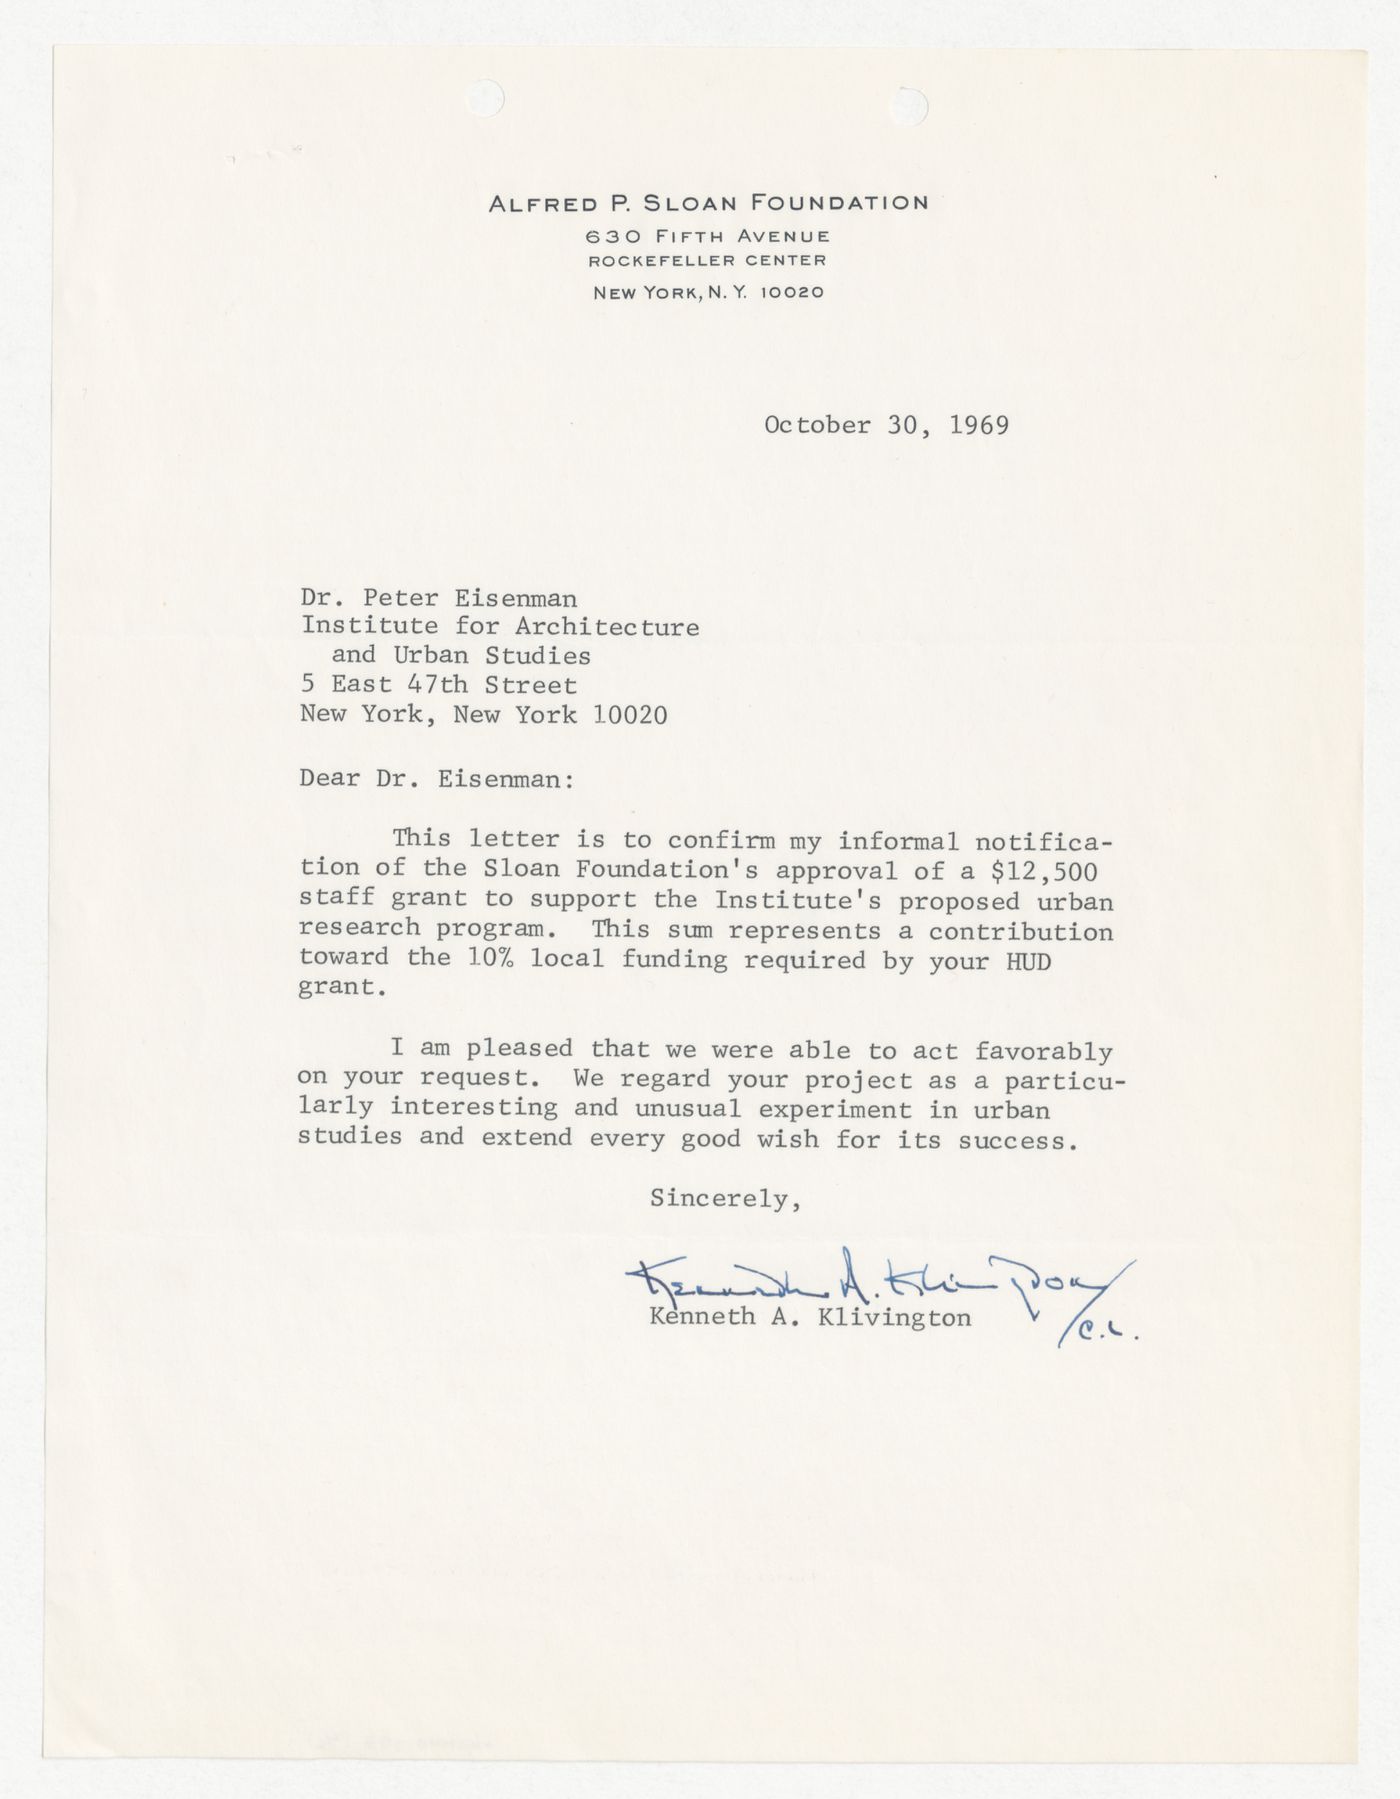 ALFRED P. SLOAN FOUNDATION
630 FIFTH AVENUE
ROCKEFELLER CENTER
NEW YORK, N. Y. 10020
October 30, 1969
Dr. Peter Eisenman
Institute for Architecture
and Urban Studies
5 East 47th Street
New York, New York 10020
Dear Dr. Eisenman:
This letter is to confirm my informal notifica-
tion of the Sloan Foundation's approval of a $12,500
staff grant to support the Institute's proposed urban
research program. This sum represents a contribution
toward the 10% local funding required by your HUD
grant.
I am pleased that we were able to act favorably
on your request. We regard your project as a particu-
larly interesting and unusual experiment in urban
studies and extend every good wish for its success.
Sincerely,
Kenneth A. Klivington
Kenneth A. Klivington
/C.L.